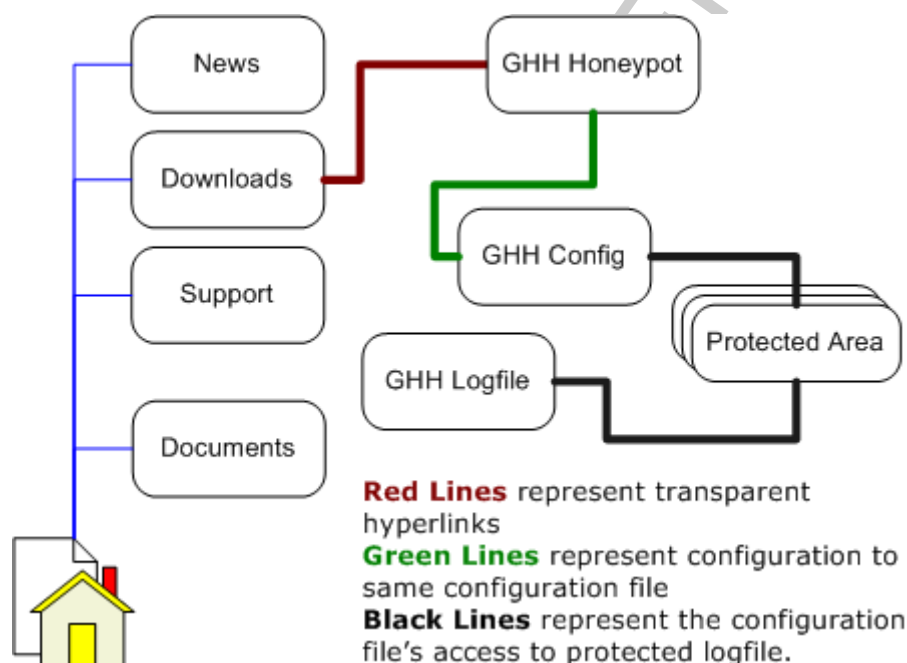 News
GHH Honeypot
Downloads
GHH Config
Support
Protected Area
GHH Logfile
Documents
Red Lines represent transparent
hyperlinks
Green Lines represent configuration to
same configuration file
Black Lines represent the configuration
file's access to protected logfile.